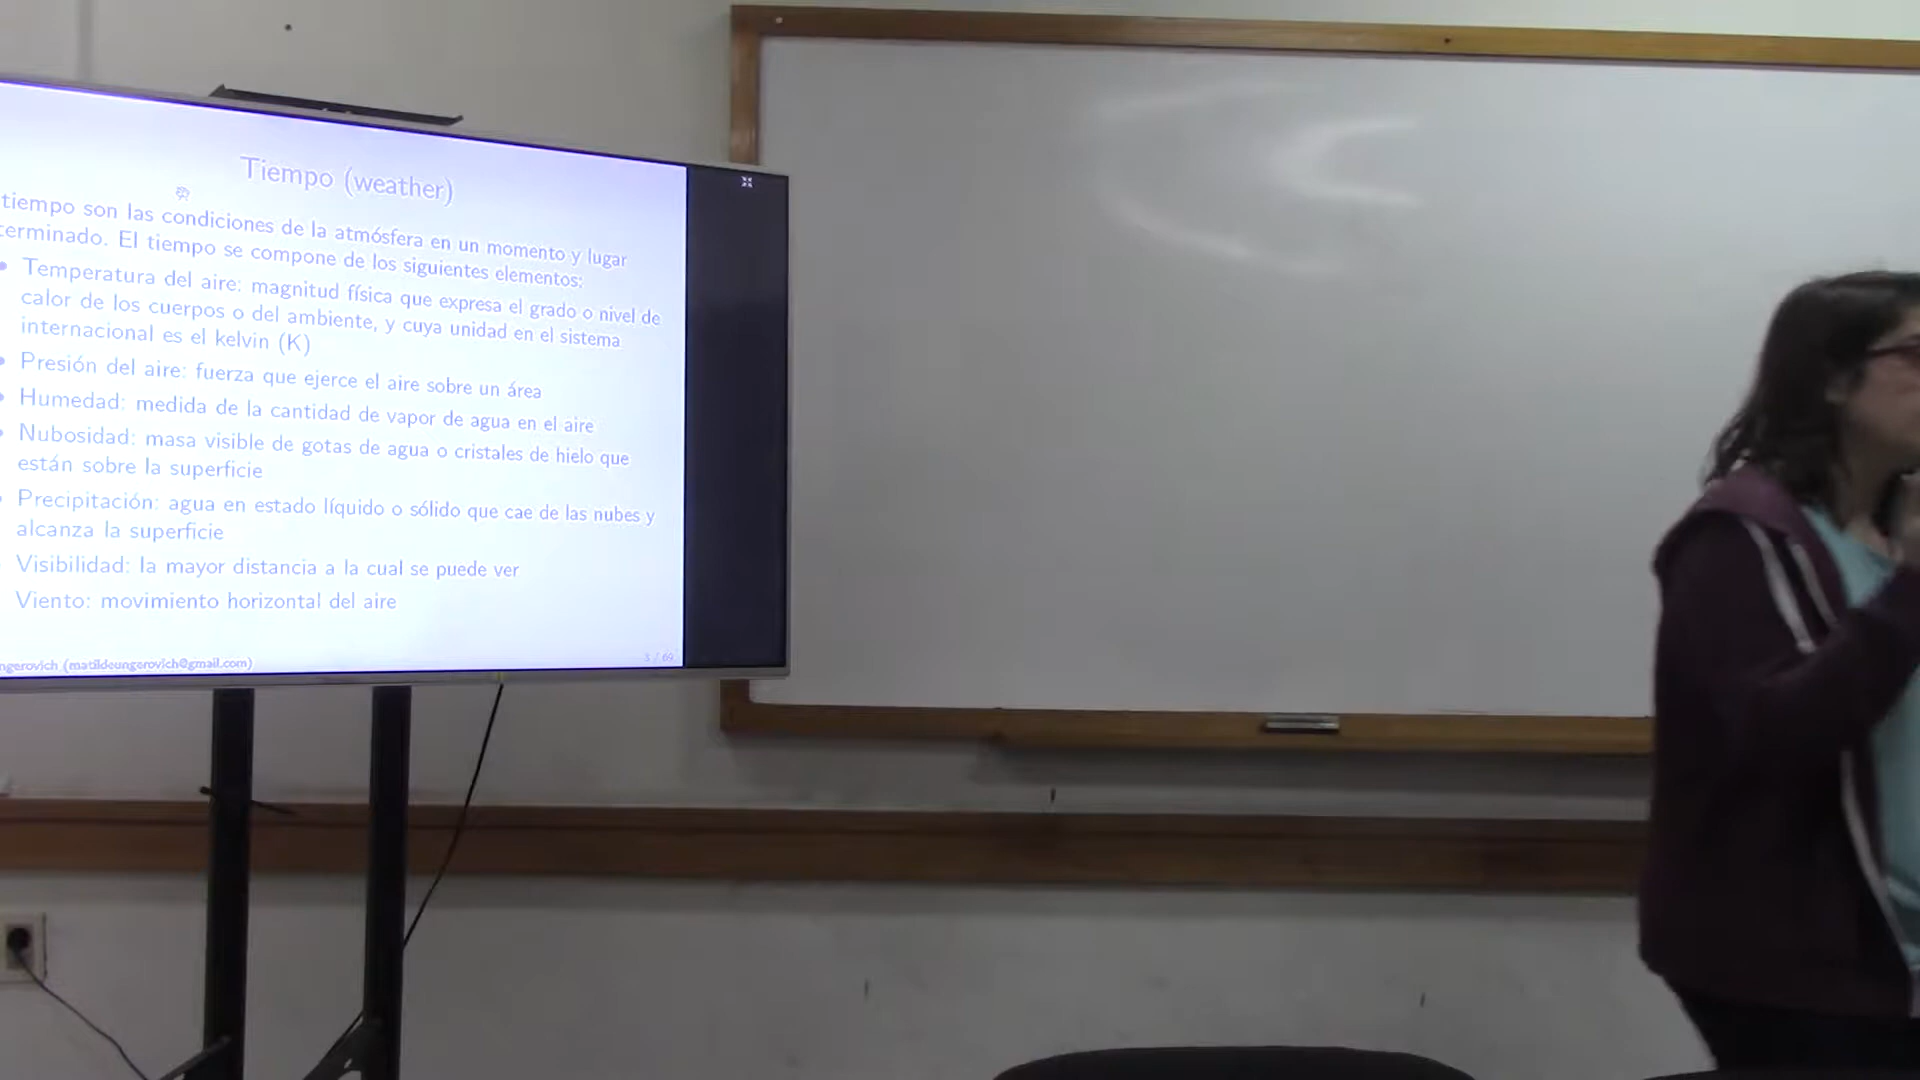 Tiempo (weather)
tiempo son las condiciones de la atmósfera en un momento y lugar
terminado. El tiempo se compone de los siguientes elementos:
• Temperatura del aire: magnitud física que expresa el grado o nivel de
calor de los cuerpos o del ambiente, y cuya unidad en el sistema
internacional es el kelvin (K)
• Presión del aire: fuerza que ejerce el aire sobre un área
• Humedad: medida de la cantidad de vapor de agua en el aire
• Nubosidad: masa visible de gotas de agua o cristales de hielo que
están sobre la superficie
• Precipitación: agua en estado líquido o sólido que cae de las nubes y
alcanza la superficie
Visibilidad: la mayor distancia a la cual se puede ver
Viento: movimiento horizontal del aire
ngerovich (matildeungerovich@gmail.com)
3 / 69